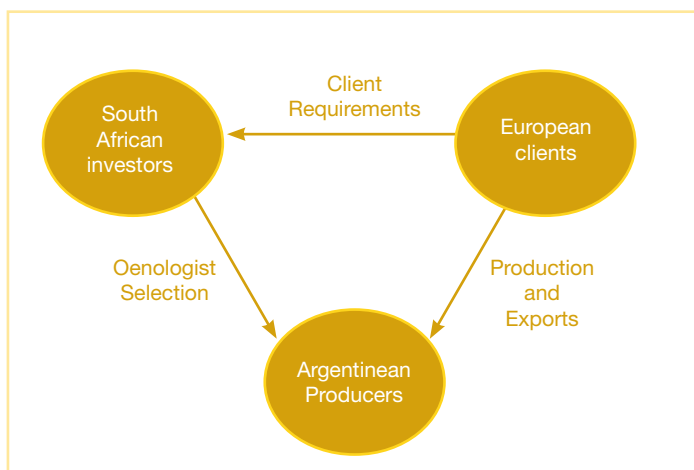 Client
Requirements
South
African
investors
European
clients
Oenologist
Selection
Production
and
Exports
Argentinean
Producers